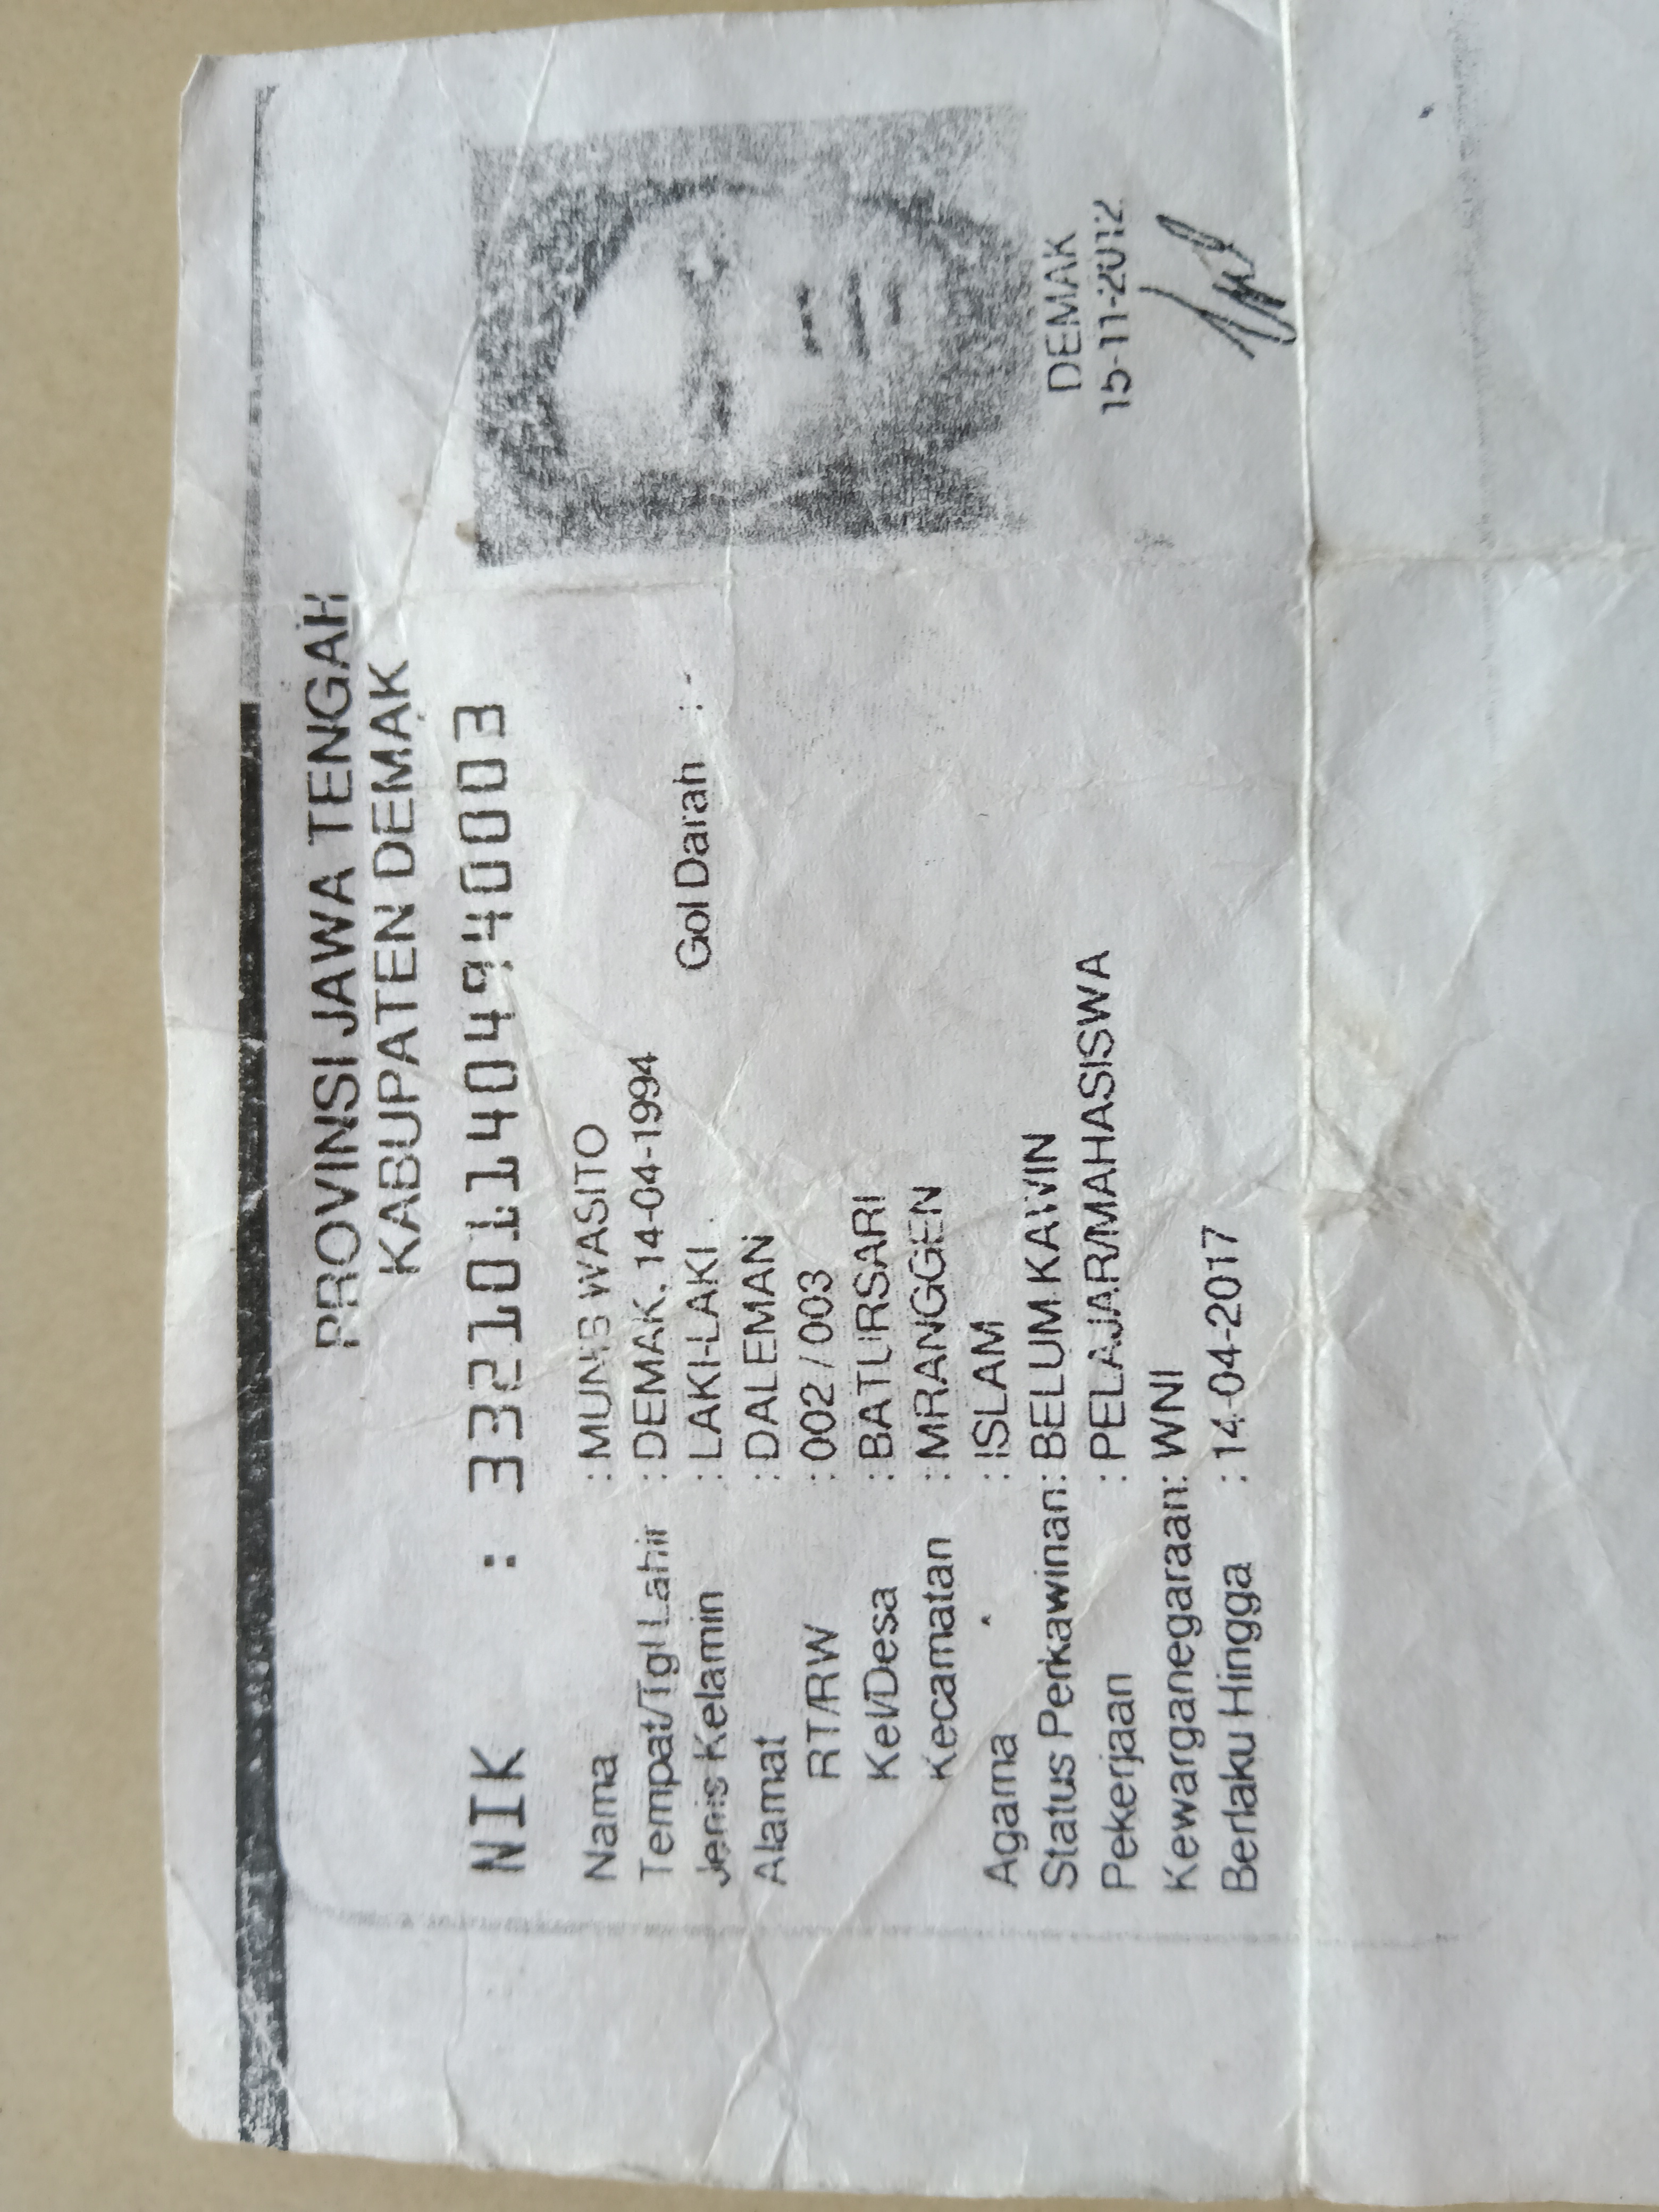 PROVINSI JAWA TENGAH
KABUPATEN DEMAK
NIK : 3321011404940003
Nama : MUNIB WASITO
Tempat/Tgl Lahir : DEMAK, 14-04-1994
Jenis Kelamin : LAKI-LAKI Gol Darah : -
Alamat : DALEMAN
RT/RW : 002 / 003
Kel/Desa : BATURSARI
Kecamatan : MRANGGEN
Agama : ISLAM
Status Perkawinan: BELUM KAWIN
Pekerjaan : PELAJAR/MAHASISWA
Kewarganegaraan: WNI
Berlaku Hingga : 14-04-2017
DEMAK
15-11-2012